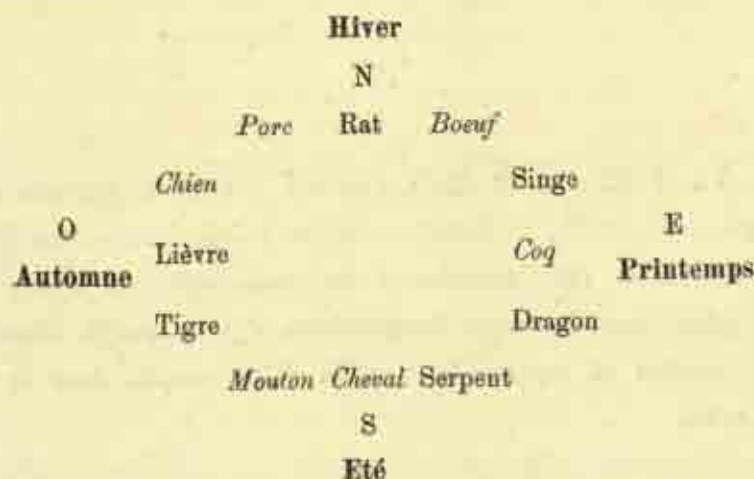 Hiver
N
Porc Rat Boeuf
Chien Singe
O E
Lièvre Coq
Automne Printemps
Tigre Dragon
Mouton Cheval Serpent
S
Eté